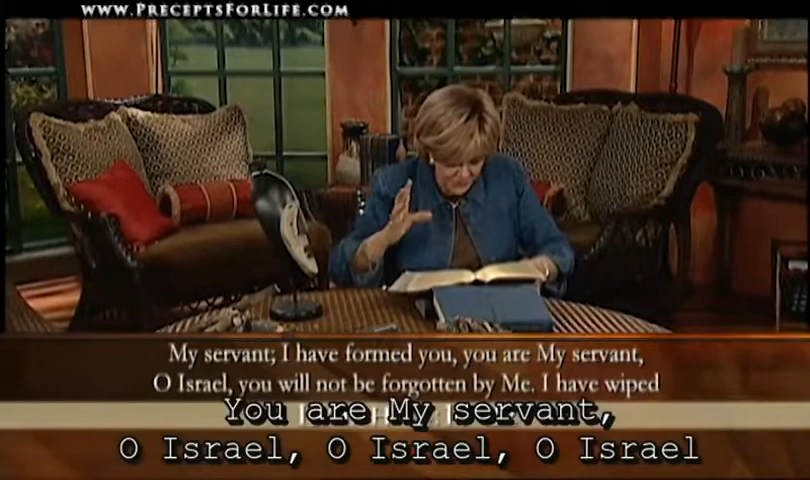 www.PreceptsForLife.com
My servant; I have formed you, you are My servant,
O Israel, you will not be forgotten by Me. I have wiped
You are My servant,
O Israel, O Israel, O Israel